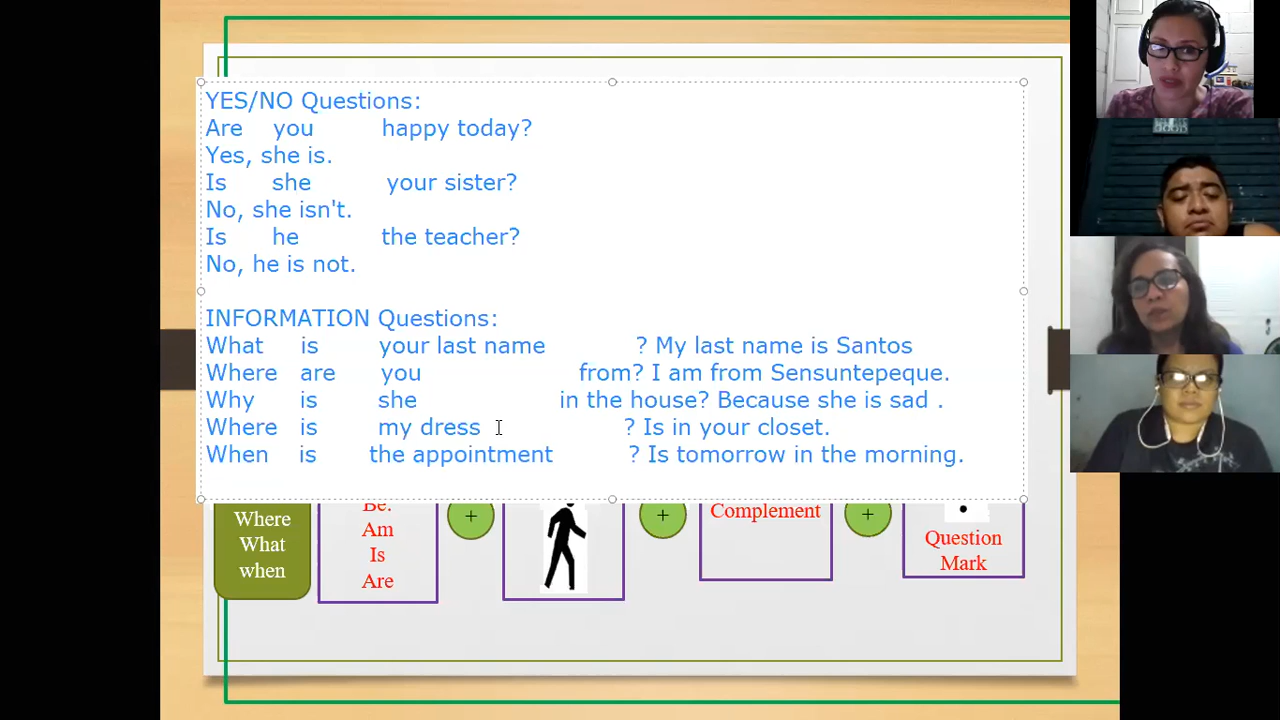 YES/NO Questions:
Are you happy today?
Yes, she is.
Is she your sister?
No, she isn't.
Is he the teacher?
No, he is not.
INFORMATION Questions:
What is your last name ? My last name is Santos
Where are you from? I am from Sensuntepeque.
Why is she in the house? Because she is sad .
Where is my dress ? Is in your closet.
When is the appointment ? Is tomorrow in the morning.
Where
What
when
Be:
Am
Is
Are
+
+
Complement
+
Question
Mark